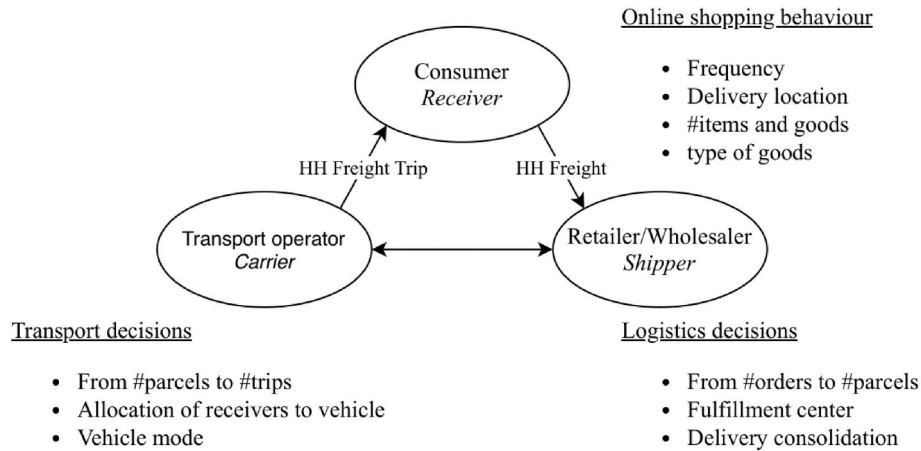 Online shopping behaviour
• Frequency
• Delivery location
• #items and goods
• type of goods
Consumer
Receiver
HH Freight Trip
HH Freight
Transport operator
Carrier
Retailer/Wholesaler
Shipper
Transport decisions
• From #parcels to #trips
• Allocation of receivers to vehicle
• Vehicle mode
Logistics decisions
• From #orders to #parcels
• Fulfillment center
• Delivery consolidation